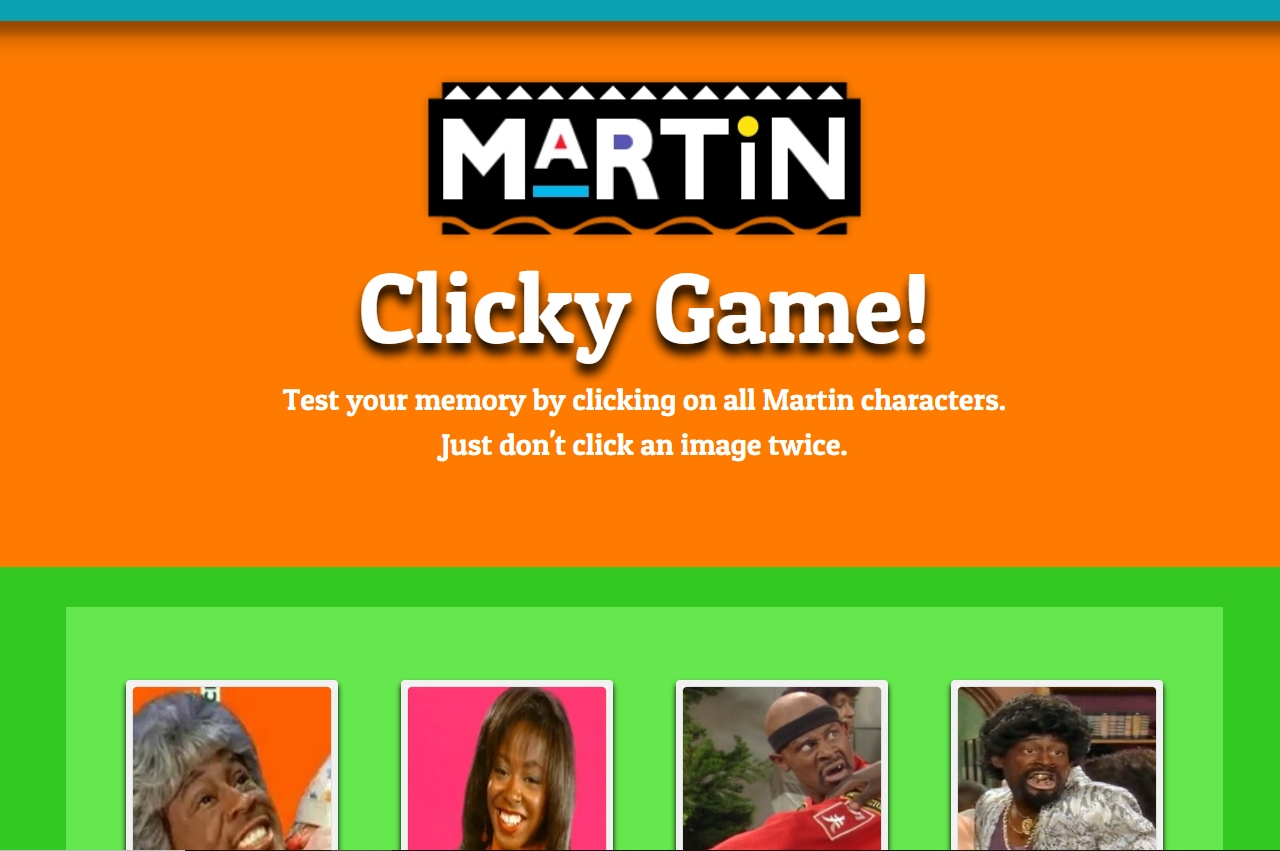 MARTiN
Clicky Game!
Test your memory by clicking on all Martin characters.
Just don't click an image twice.